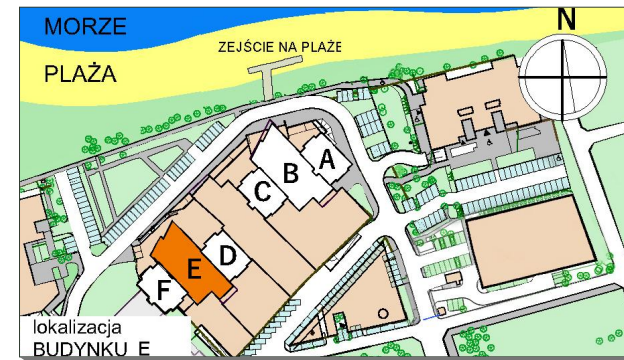 MORZE
N
ZEJŚCIE NA PLAŻE
PLAŻA
A
B
C
D
E
F
lokalizacja
BUDYNKU E